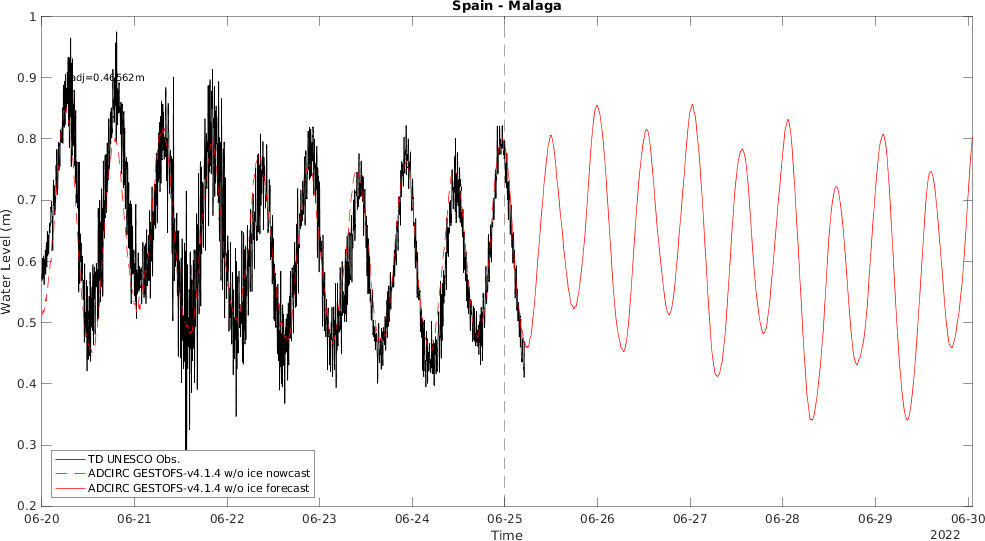 Spain - Malaga
adj=0.46562m
Water Level (m)
1
0.9
0.8
0.7
0.6
0.5
0.4
0.3
0.2
TD UNESCO Obs.
ADCIRC GESTOFS-v4.1.4 w/o ice nowcast
ADCIRC GESTOFS-v4.1.4 w/o ice forecast
06-20 06-21 06-22 06-23 06-24 06-25 06-26 06-27 06-28 06-29 06-30
Time
2022